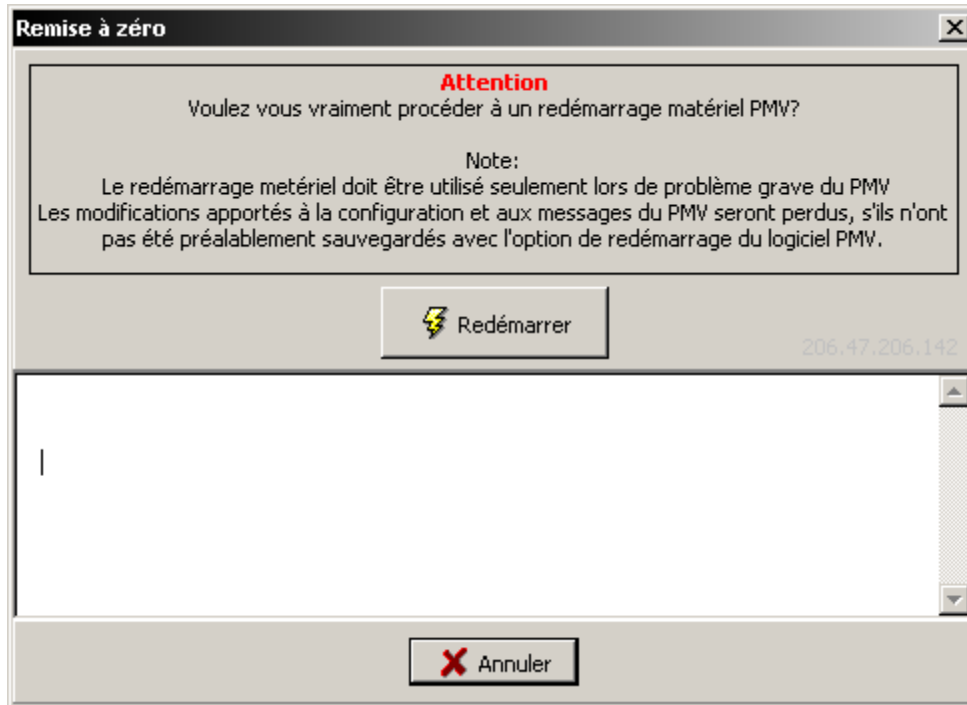 Remise à zéro
Attention
Voulez vous vraiment procéder à un redémarrage matériel PMV?
Note:
Le redémarrage metériel doit être utilisé seulement lors de problème grave du PMV
Les modifications apportés à la configuration et aux messages du PMV seront perdus, s'ils n'ont
pas été préalablement sauvegardés avec l'option de redémarrage du logiciel PMV.
Redémarrer
206.47.206.142
Annuler